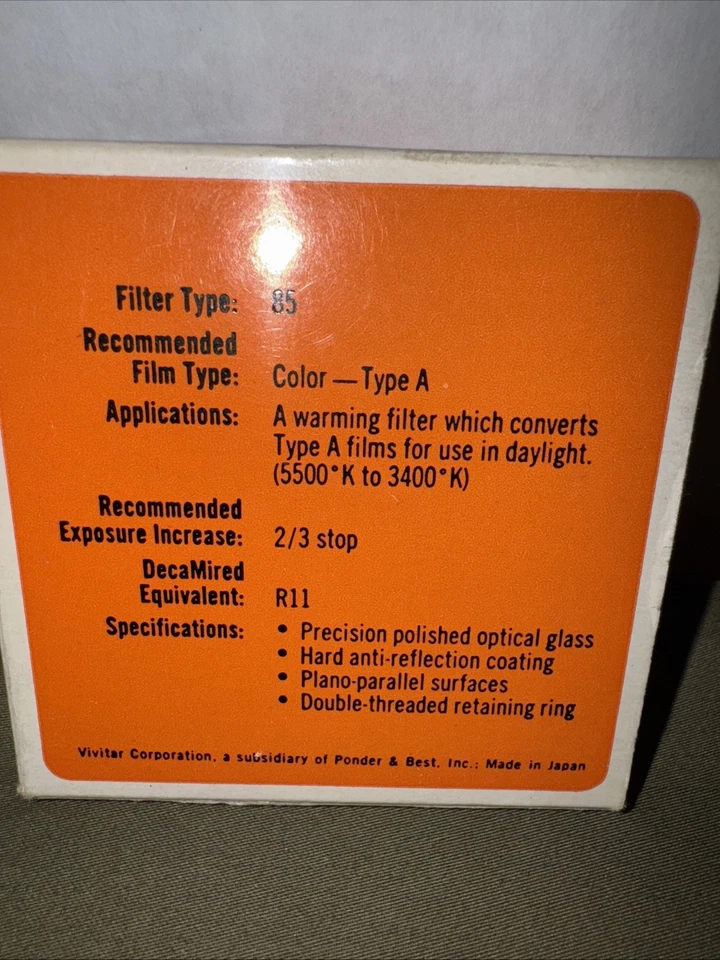 Filter Type: 85
Recommended
Film Type: Color — Type A
Applications: A warming filter which converts
Type A films for use in daylight.
(5500°K to 3400°K)
Recommended
Exposure Increase: 2/3 stop
DecaMired
Equivalent: R11
Specifications: • Precision polished optical glass
• Hard anti-reflection coating
• Plano-parallel surfaces
• Double-threaded retaining ring
Vivitar Corporation, a subsidiary of Ponder & Best, Inc.; Made in Japan